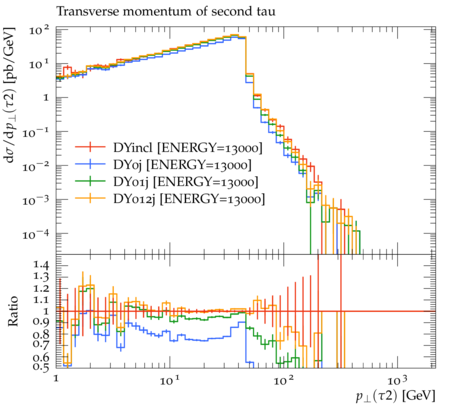 Transverse momentum of second tau
dσ/dp⊥(τ2) [pb/GeV]
10²
10¹
1
10⁻¹
10⁻²
10⁻³
10⁻⁴
DYincl [ENERGY=13000]
DY0j [ENERGY=13000]
DY01j [ENERGY=13000]
DY012j [ENERGY=13000]
Ratio
1.4
1.3
1.2
1.1
1
0.9
0.8
0.7
0.6
0.5
1 10¹ 10² 10³
p⊥(τ2) [GeV]